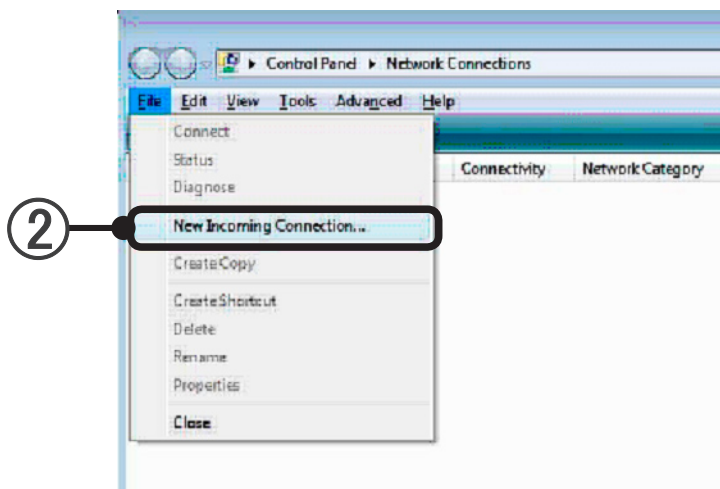 Control Panel ▸ Network Connections
File Edit View Tools Advanced Help
Connect
Status
Connectivity Network Category
Diagnose
② New Incoming Connection...
Create Copy
Create Shortcut
Delete
Rename
Properties
Close